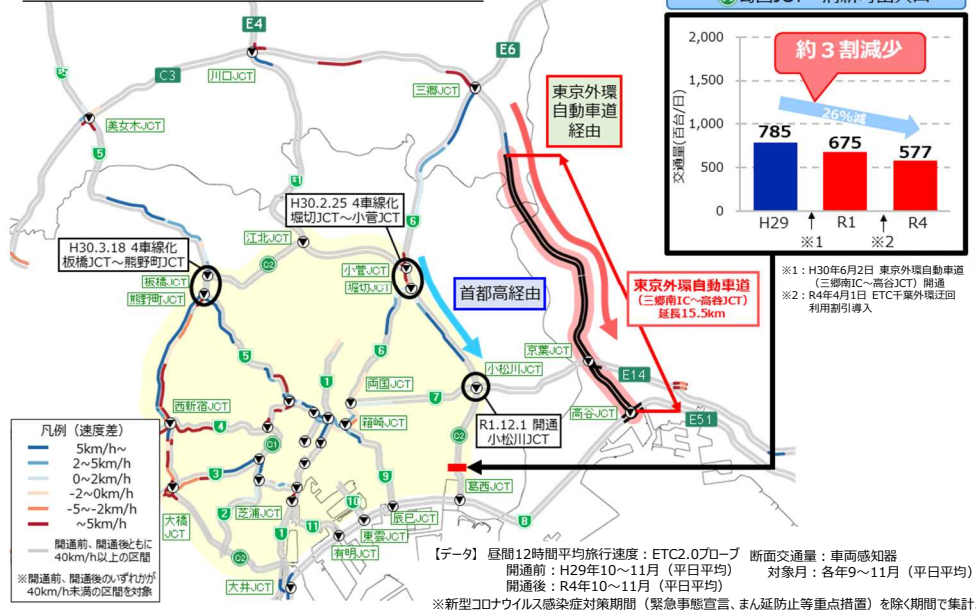 E4
E6
C3
川口JCT
三郷JCT
美女木JCT
5
S1
6
東京外環
自動車道
経由
H30.2.25 4車線化
堀切JCT~小菅JCT
H30.3.18 4車線化
板橋JCT~熊野町JCT
江北JCT
C2
板橋JCT
熊野町JCT
小菅JCT
堀切JCT
首都高経由
東京外環自動車道
(三郷南IC~高谷JCT)
延長15.5km
京葉JCT
小松川JCT
E14
高谷JCT
E51
5
6
1
両国JCT
7
西新宿JCT
4
箱崎JCT
C1
R1.12.1 開通
小松川JCT
C2
3
9
葛西JCT
大橋
JCT
2
芝浦JCT
1
10
11
辰巳JCT
東雲JCT
有明JCT
B
C2
大井JCT
凡例(速度差)
5km/h~
2~5km/h
0~2km/h
-2~0km/h
-5~-2km/h
~5km/h
開通前、開通後ともに
40km/h以上の区間
※開通前、開通後のいずれかが
40km/h未満の区間を対象
交通量(百台/日)
2,000
1,500
1,000
500
0
約3割減少
26%減
785
675
577
H29
R1
R4
※1
※2
※1:H30年6月2日 東京外環自動車道
(三郷南IC~高谷JCT)開通
※2:R4年4月1日 ETC千葉外環迂回
利用割引導入
【データ】昼間12時間平均旅行速度:ETC2.0プローブ 断面交通量:車両感知器
開通前:H29年10~11月(平日平均) 対象月:各年9~11月(平日平均)
開通後:R4年10~11月(平日平均)
※新型コロナウイルス感染症対策期間(緊急事態宣言、まん延防止等重点措置)を除く期間で集計